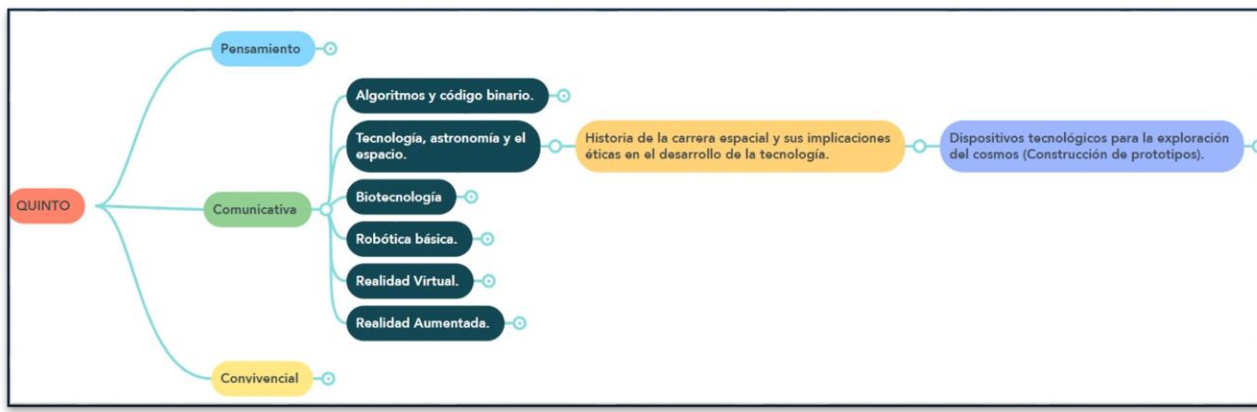 QUINTO
Pensamiento
Comunicativa
Algoritmos y código binario.
Tecnología, astronomía y el
espacio.
Historia de la carrera espacial y sus implicaciones
éticas en el desarrollo de la tecnología.
Dispositivos tecnológicos para la exploración
del cosmos (Construcción de prototipos).
Biotecnología
Robótica básica.
Realidad Virtual.
Realidad Aumentada.
Convivencial